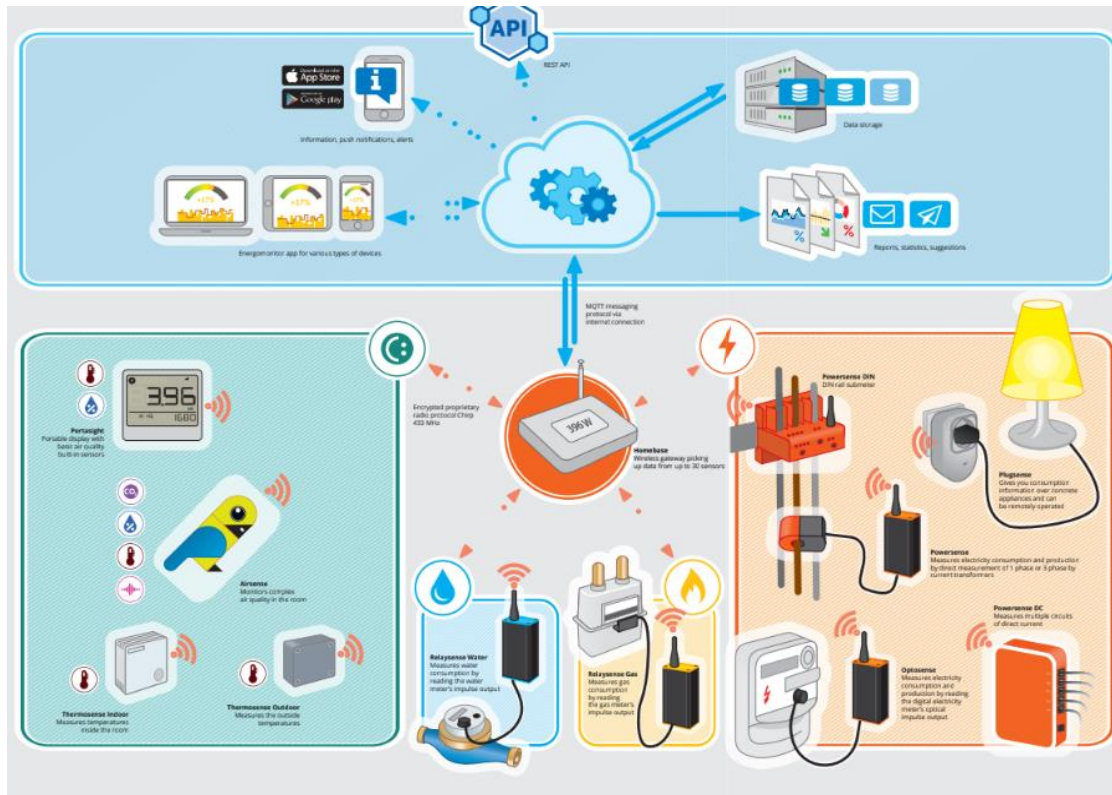 API
REST API
Download on the
App Store
Google play
Information, push notifications, alerts
Data storage
+17%
+17%
+17%
Energomonitor app for various types of devices
%
%
Reports, statistics, suggestions
MQTT messaging
protocol via
internet connection
Encrypted proprietary
radio protocol Chirp
433 MHz
396 W
Homebase
Wireless gateway picking
up data from up to 30 sensors
3.96
1680
Portasight
Portable display with
basic air quality
built-in sensors
CO₂
Airsense
Monitors complex
air quality in the room
Thermosense Indoor
Measures temperatures
inside the room
Thermosense Outdoor
Measures the outside
temperatures
Relaysense Water
Measures water
consumption by
reading the water
meter's impulse output
Relaysense Gas
Measures gas
consumption
by reading
the gas meter's
impulse output
Powersense DIN
DIN rail submeter
Plugsense
Gives you consumption
information over concrete
appliances and can
be remotely operated
Powersense
Measures electricity consumption and production
by direct measurement of 1 phase or 3 phase by
current transformers
Powersense DC
Measures multiple circuits
of direct current
Optosense
Measures electricity
consumption and
production by reading
the digital electricity
meter's optical
impulse output